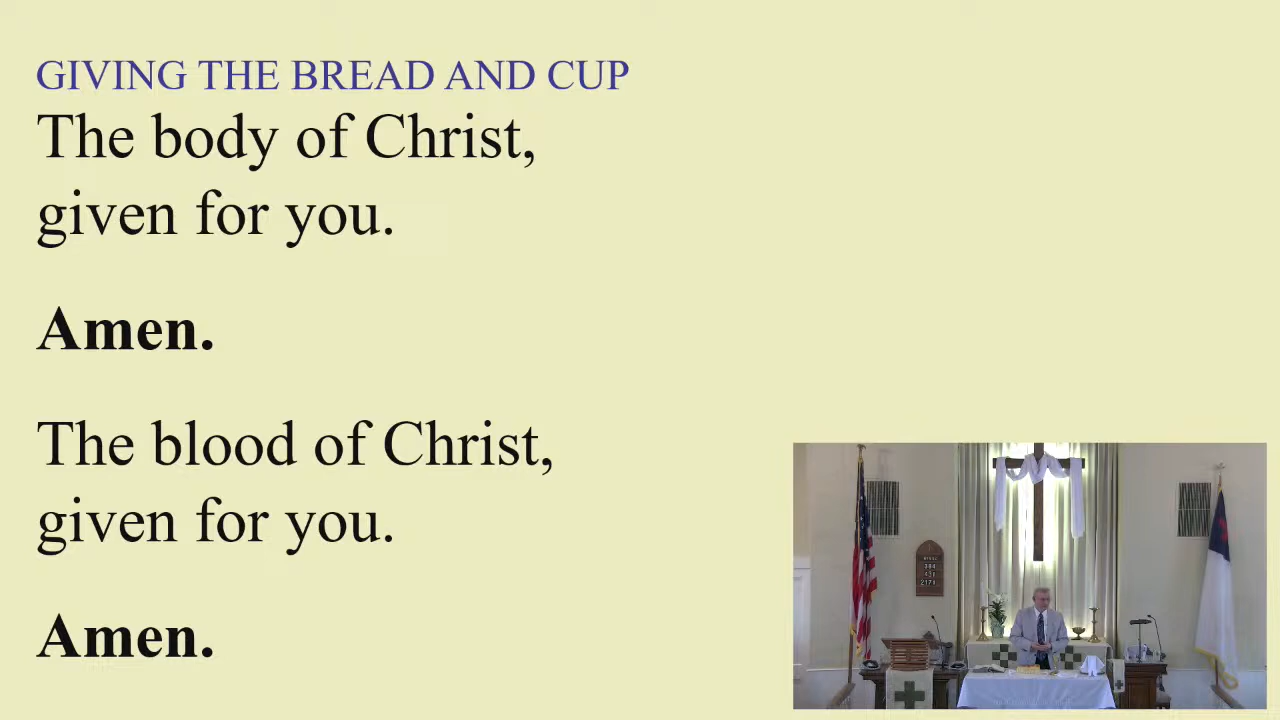 GIVING THE BREAD AND CUP
The body of Christ,
given for you.
Amen.
The blood of Christ,
given for you.
Amen.